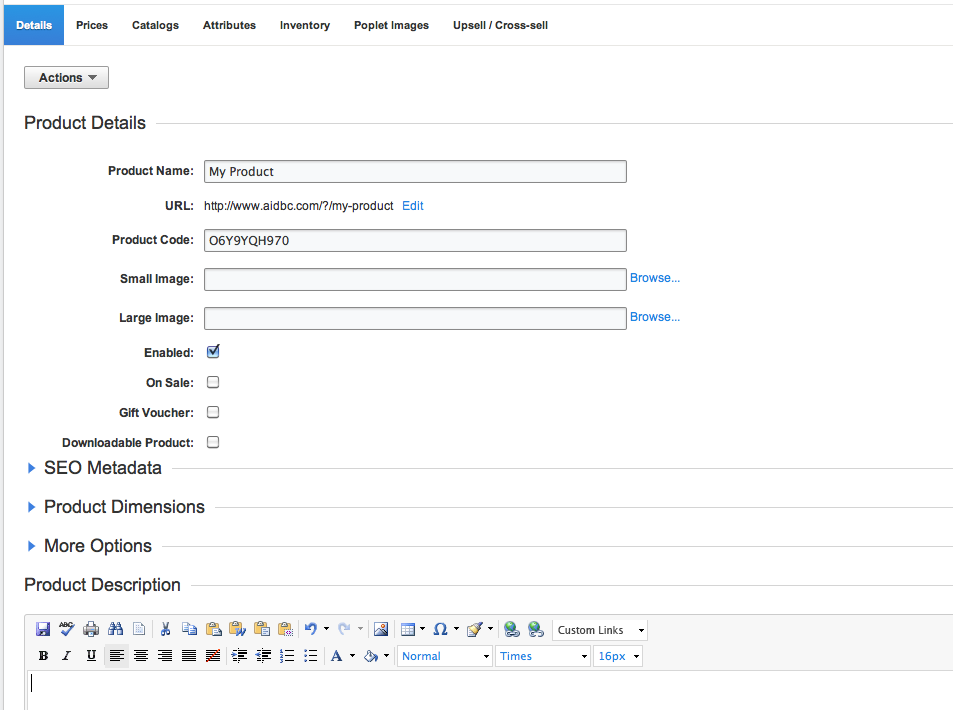 Details Prices Catalogs Attributes Inventory Poplet Images Upsell / Cross-sell
Actions
Product Details
Product Name: My Product
URL: http://www.aidbc.com/?/my-product Edit
Product Code: O6Y9YQH970
Small Image: Browse...
Large Image: Browse...
Enabled:
On Sale:
Gift Voucher:
Downloadable Product:
SEO Metadata
Product Dimensions
More Options
Product Description
ABC Ω Custom Links
B I U A Normal Times 16px